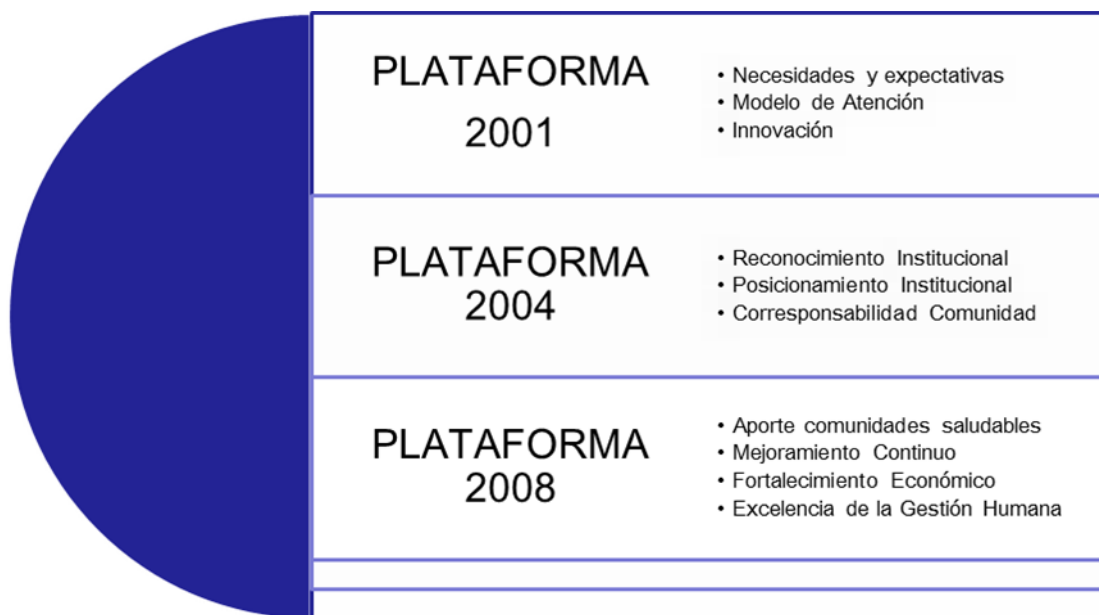 PLATAFORMA
2001
• Necesidades y expectativas
• Modelo de Atención
• Innovación
PLATAFORMA
2004
• Reconocimiento Institucional
• Posicionamiento Institucional
• Corresponsabilidad Comunidad
PLATAFORMA
2008
• Aporte comunidades saludables
• Mejoramiento Continuo
• Fortalecimiento Económico
• Excelencia de la Gestión Humana